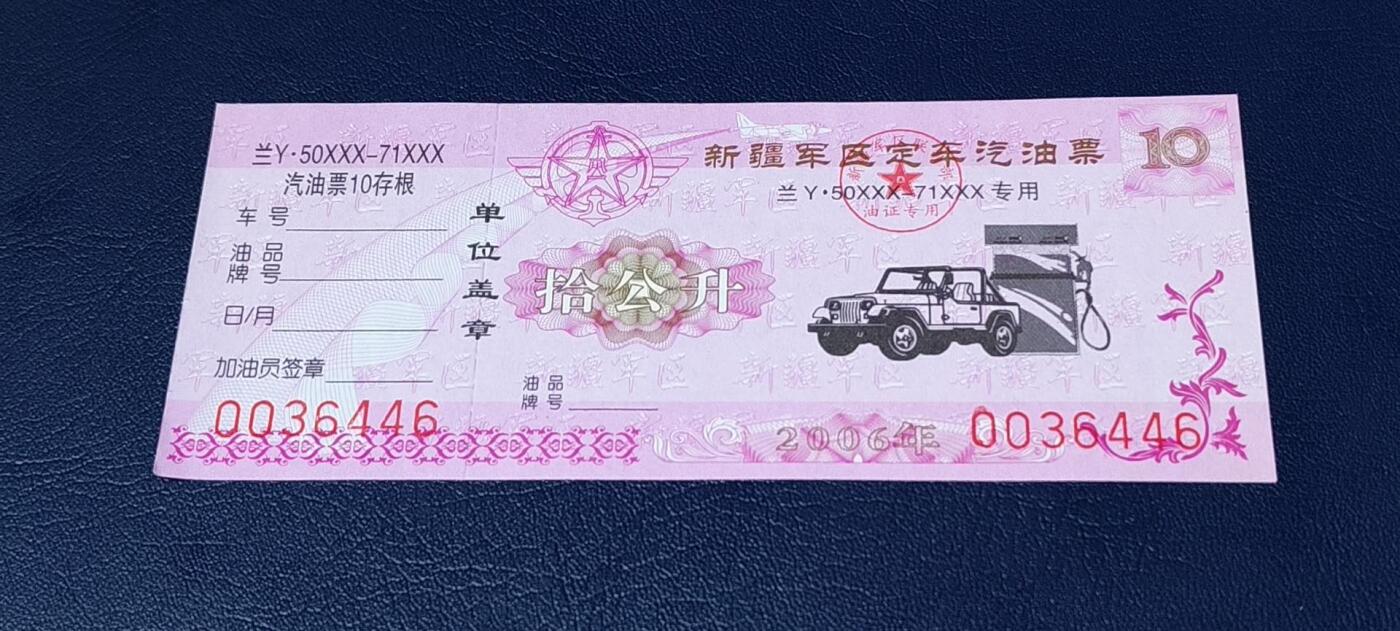 兰Y·50XXX-71XXX
汽油票10存根
车号
油品
牌号
日/月
加油员签章
0036446
单位盖章
新疆军区定车汽油票
10
兰Y·50XXX-71XXX专用
油证专用
拾公升
油品
牌号
2006年
0036446